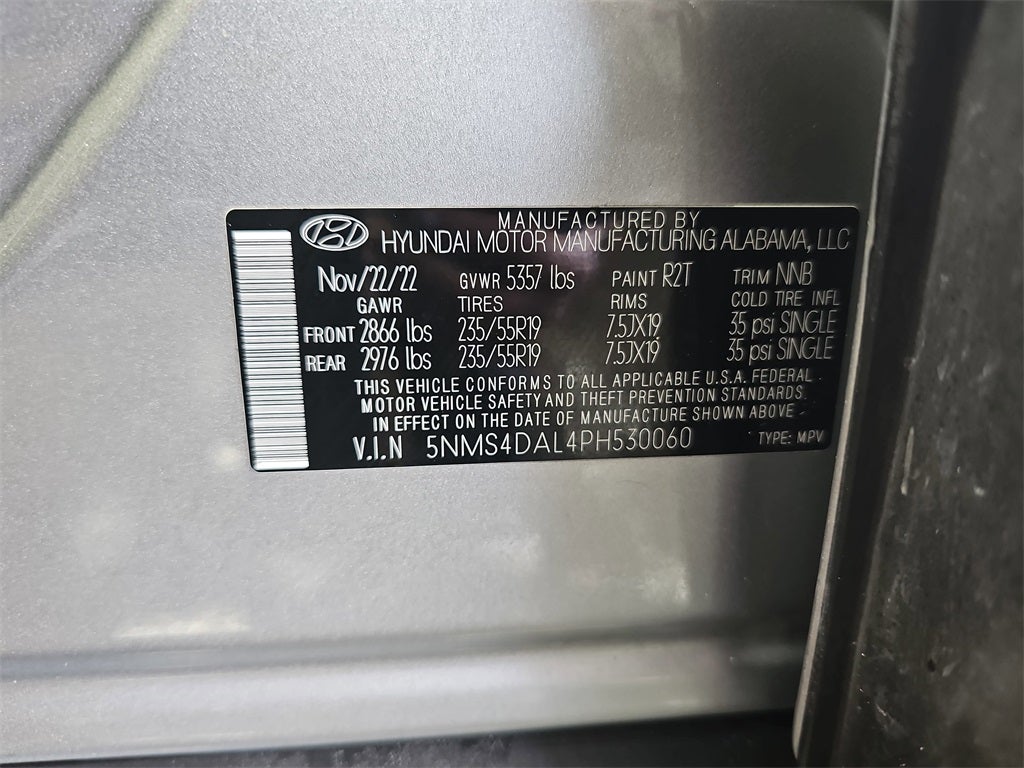 MANUFACTURED BY
HYUNDAI MOTOR MANUFACTURING ALABAMA, LLC
Nov/22/22 GVWR 5357 lbs PAINT R2T TRIM NNB
GAWR TIRES RIMS COLD TIRE INFL
FRONT 2866 lbs 235/55R19 7.5JX19 35 psi SINGLE
REAR 2976 lbs 235/55R19 7.5JX19 35 psi SINGLE
THIS VEHICLE CONFORMS TO ALL APPLICABLE U.S.A. FEDERAL
MOTOR VEHICLE SAFETY AND THEFT PREVENTION STANDARDS
IN EFFECT ON THE DATE OF MANUFACTURE SHOWN ABOVE
V.I.N 5NMS4DAL4PH530060 TYPE: MPV